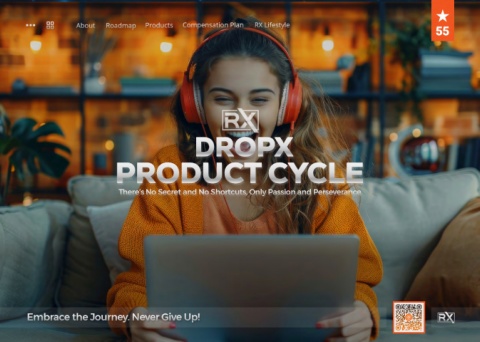 About Roadmap Products Compensation Plan RX Lifestyle
55
RX
DROPX
PRODUCT CYCLE
There's No Secret and No Shortcuts, Only Passion and Perseverance
Embrace the Journey. Never Give Up!
RX